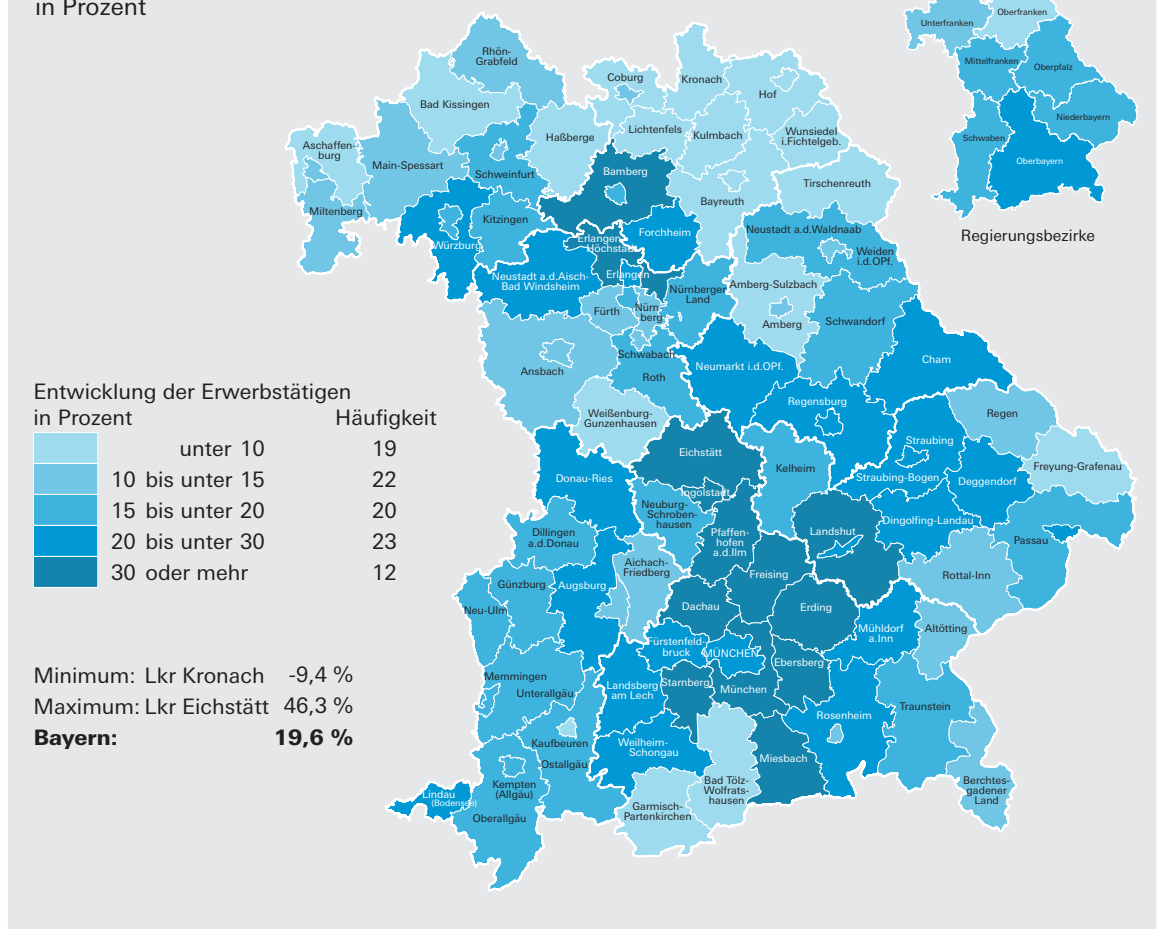 in Prozent
Unterfranken
Oberfranken
Mittelfranken
Oberpfalz
Niederbayern
Schwaben
Oberbayern
Regierungsbezirke
Rhön-
Grabfeld
Coburg
Kronach
Hof
Bad Kissingen
Lichtenfels
Kulmbach
Wunsiedel
i.Fichtelgeb.
Haßberge
Aschaffen-
burg
Main-Spessart
Schweinfurt
Bamberg
Tirschenreuth
Bayreuth
Miltenberg
Kitzingen
Würzburg
Forchheim
Erlangen-
Höchstadt
Neustadt a.d.Waldnaab
Weiden
i.d.OPf.
Neustadt a.d.Aisch-
Bad Windsheim
Erlangen
Nürnberger
Land
Amberg-Sulzbach
Fürth
Nürn-
berg
Amberg
Schwandorf
Schwabach
Ansbach
Roth
Neumarkt i.d.OPf.
Cham
Weißenburg-
Gunzenhausen
Regensburg
Regen
Straubing
Eichstätt
Kelheim
Freyung-Grafenau
Donau-Ries
Straubing-Bogen
Deggendorf
Ingolstadt
Neuburg-
Schroben-
hausen
Dingolfing-Landau
Landshut
Dillingen
a.d.Donau
Pfaffen-
hofen
a.d.Ilm
Passau
Aichach-
Friedberg
Freising
Rottal-Inn
Günzburg
Augsburg
Neu-Ulm
Dachau
Erding
Mühldorf
a.Inn
Altötting
Fürstenfeld-
bruck
MÜNCHEN
Ebersberg
Memmingen
Unterallgäu
Landsberg
am Lech
Starnberg
München
Traunstein
Rosenheim
Kaufbeuren
Weilheim-
Schongau
Miesbach
Ostallgäu
Bad Tölz-
Wolfrats-
hausen
Berchtes-
gadener
Land
Kempten
(Allgäu)
Lindau
(Bodensee)
Garmisch-
Partenkirchen
Oberallgäu
Entwicklung der Erwerbstätigen
in Prozent Häufigkeit
unter 10 19
10 bis unter 15 22
15 bis unter 20 20
20 bis unter 30 23
30 oder mehr 12
Minimum: Lkr Kronach -9,4 %
Maximum: Lkr Eichstätt 46,3 %
Bayern: 19,6 %